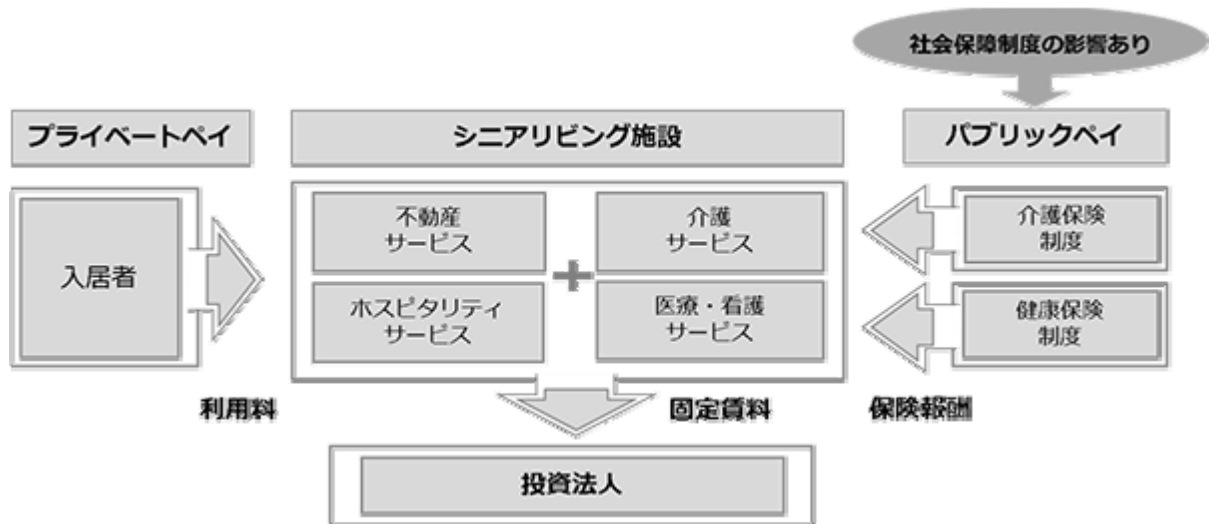 社会保障制度の影響あり
プライベートペイ
シニアリビング施設
パブリックペイ
入居者
不動産
サービス
介護
サービス
介護保険
制度
ホスピタリティ
サービス
医療・看護
サービス
健康保険
制度
利用料
固定賃料
保険報酬
投資法人